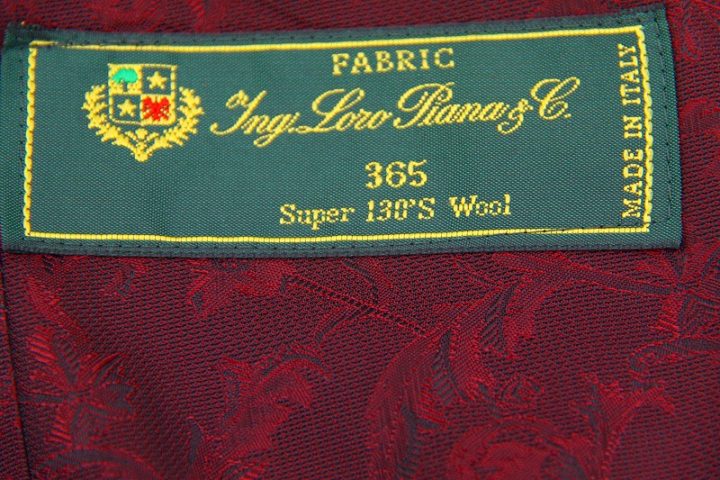 FABRIC
Ing. Loro Piana & C.
365
Super 130'S Wool
MADE IN ITALY